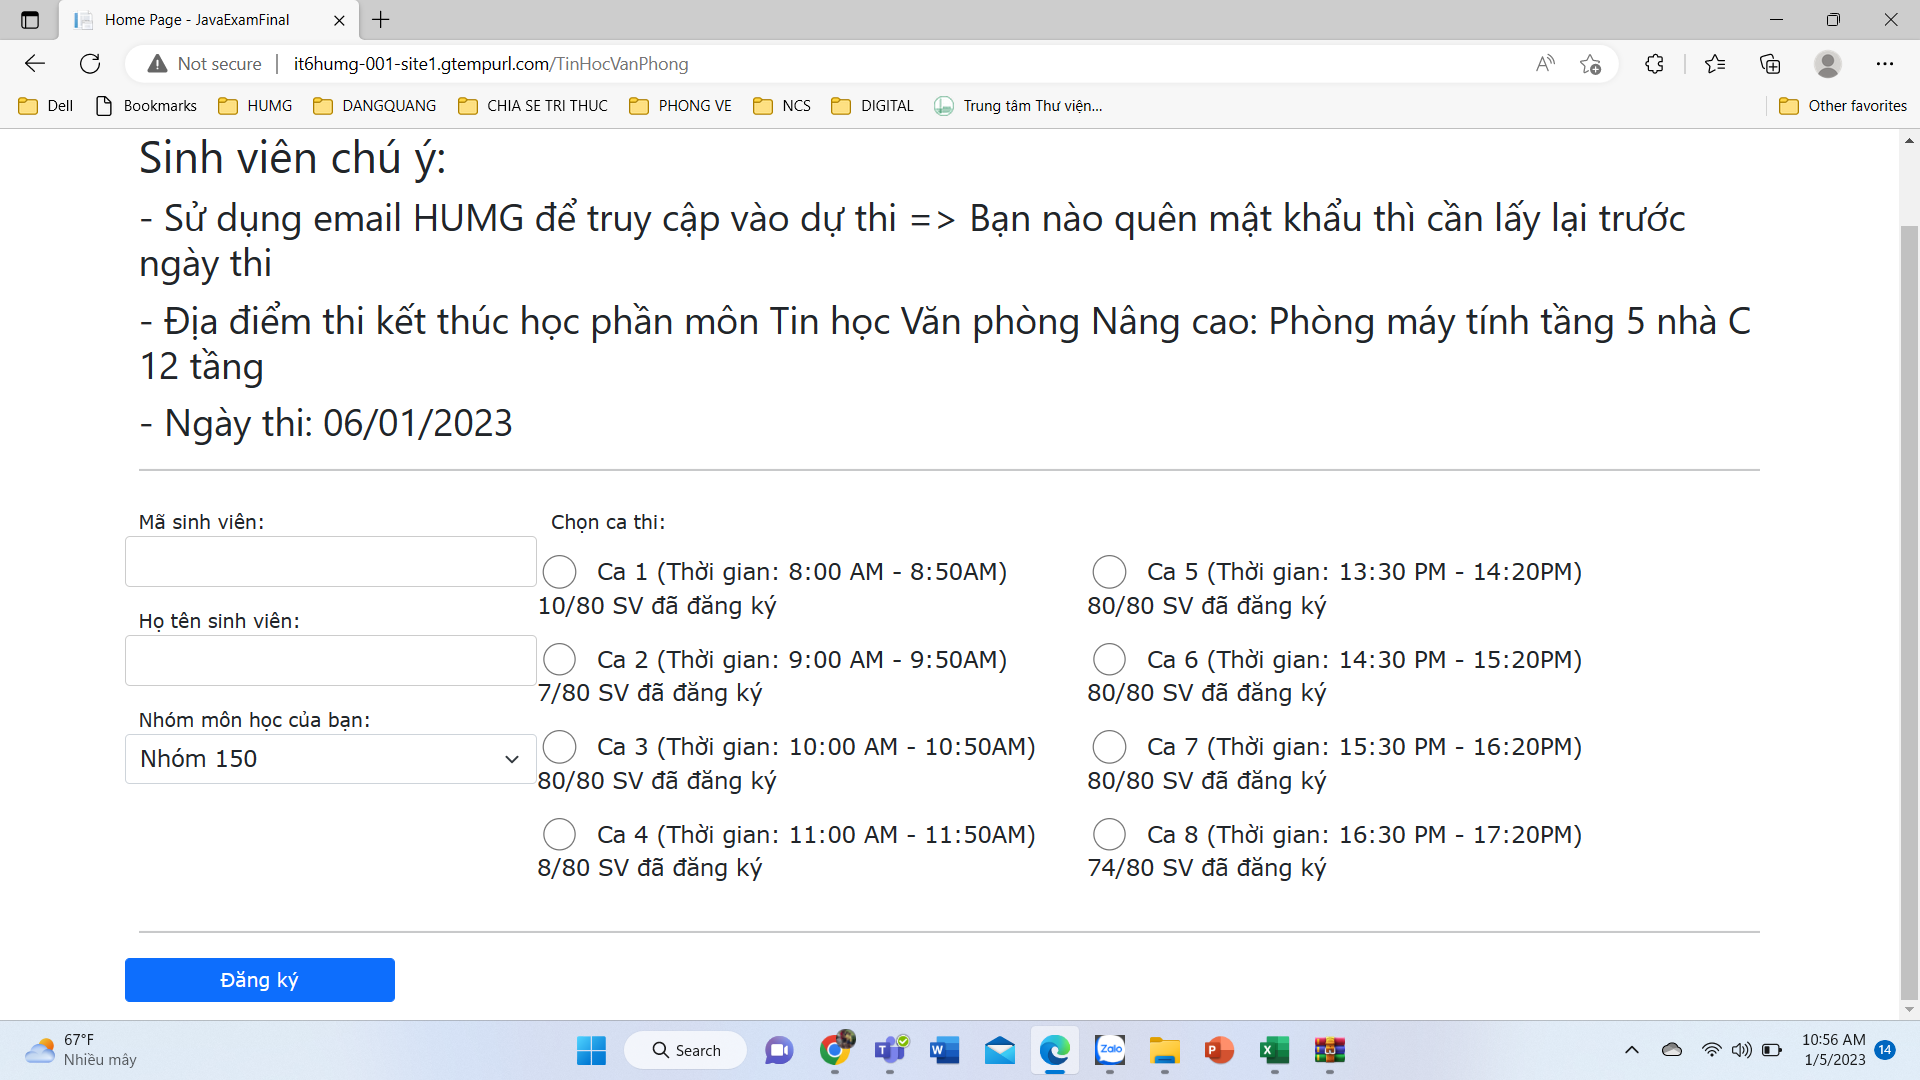 Home Page - JavaExamFinal
Not secure
it6humg-001-site1.gtempurl.com/TinHocVanPhong
Dell
Bookmarks
HUMG
DANGQUANG
CHIA SE TRI THUC
PHONG VE
NCS
DIGITAL
Trung tâm Thư viện...
Other favorites
Sinh viên chú ý:
- Sử dụng email HUMG để truy cập vào dự thi => Bạn nào quên mật khẩu thì cần lấy lại trước
ngày thi
- Địa điểm thi kết thúc học phần môn Tin học Văn phòng Nâng cao: Phòng máy tính tầng 5 nhà C
12 tầng
- Ngày thi: 06/01/2023
Mã sinh viên:
Họ tên sinh viên:
Nhóm môn học của bạn:
Nhóm 150
Chọn ca thi:
Ca 1 (Thời gian: 8:00 AM - 8:50AM)
10/80 SV đã đăng ký
Ca 2 (Thời gian: 9:00 AM - 9:50AM)
7/80 SV đã đăng ký
Ca 3 (Thời gian: 10:00 AM - 10:50AM)
80/80 SV đã đăng ký
Ca 4 (Thời gian: 11:00 AM - 11:50AM)
8/80 SV đã đăng ký
Ca 5 (Thời gian: 13:30 PM - 14:20PM)
80/80 SV đã đăng ký
Ca 6 (Thời gian: 14:30 PM - 15:20PM)
80/80 SV đã đăng ký
Ca 7 (Thời gian: 15:30 PM - 16:20PM)
80/80 SV đã đăng ký
Ca 8 (Thời gian: 16:30 PM - 17:20PM)
74/80 SV đã đăng ký
Đăng ký
67°F
Nhiều mây
Search
Zalo
10:56 AM
1/5/2023
14